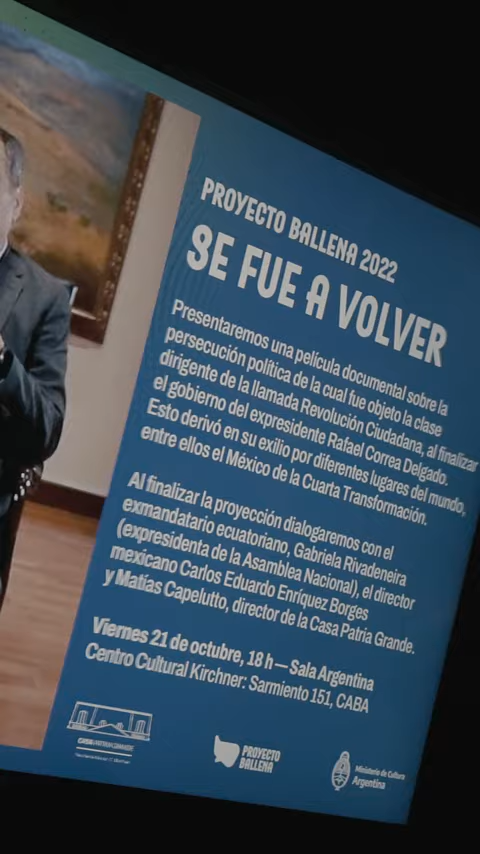 PROYECTO BALLENA 2022
SE FUE A VOLVER
Presentaremos una película documental sobre la
persecución política de la cual fue objeto la clase
dirigente de la llamada Revolución Ciudadana, al finalizar
el gobierno del expresidente Rafael Correa Delgado.
Esto derivó en su exilio por diferentes lugares del mundo,
entre ellos el México de la Cuarta Transformación.
Al finalizar la proyección dialogaremos con el
exmandatario ecuatoriano, Gabriela Rivadeneira
(expresidenta de la Asamblea Nacional), el director
mexicano Carlos Eduardo Enríquez Borges
y Matías Capelutto, director de la Casa Patria Grande.
Viernes 21 de octubre, 18 h — Sala Argentina
Centro Cultural Kirchner: Sarmiento 151, CABA
CASA PATRIA GRANDE
PROYECTO
BALLENA
Ministerio de Cultura
Argentina